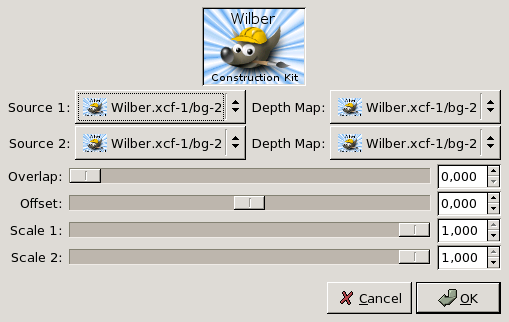 Wilber
Construction Kit
Source 1: Wilber.xcf-1/bg-2 Depth Map: Wilber.xcf-1/bg-2
Source 2: Wilber.xcf-1/bg-2 Depth Map: Wilber.xcf-1/bg-2
Overlap: 0,000
Offset: 0,000
Scale 1: 1,000
Scale 2: 1,000
Cancel OK